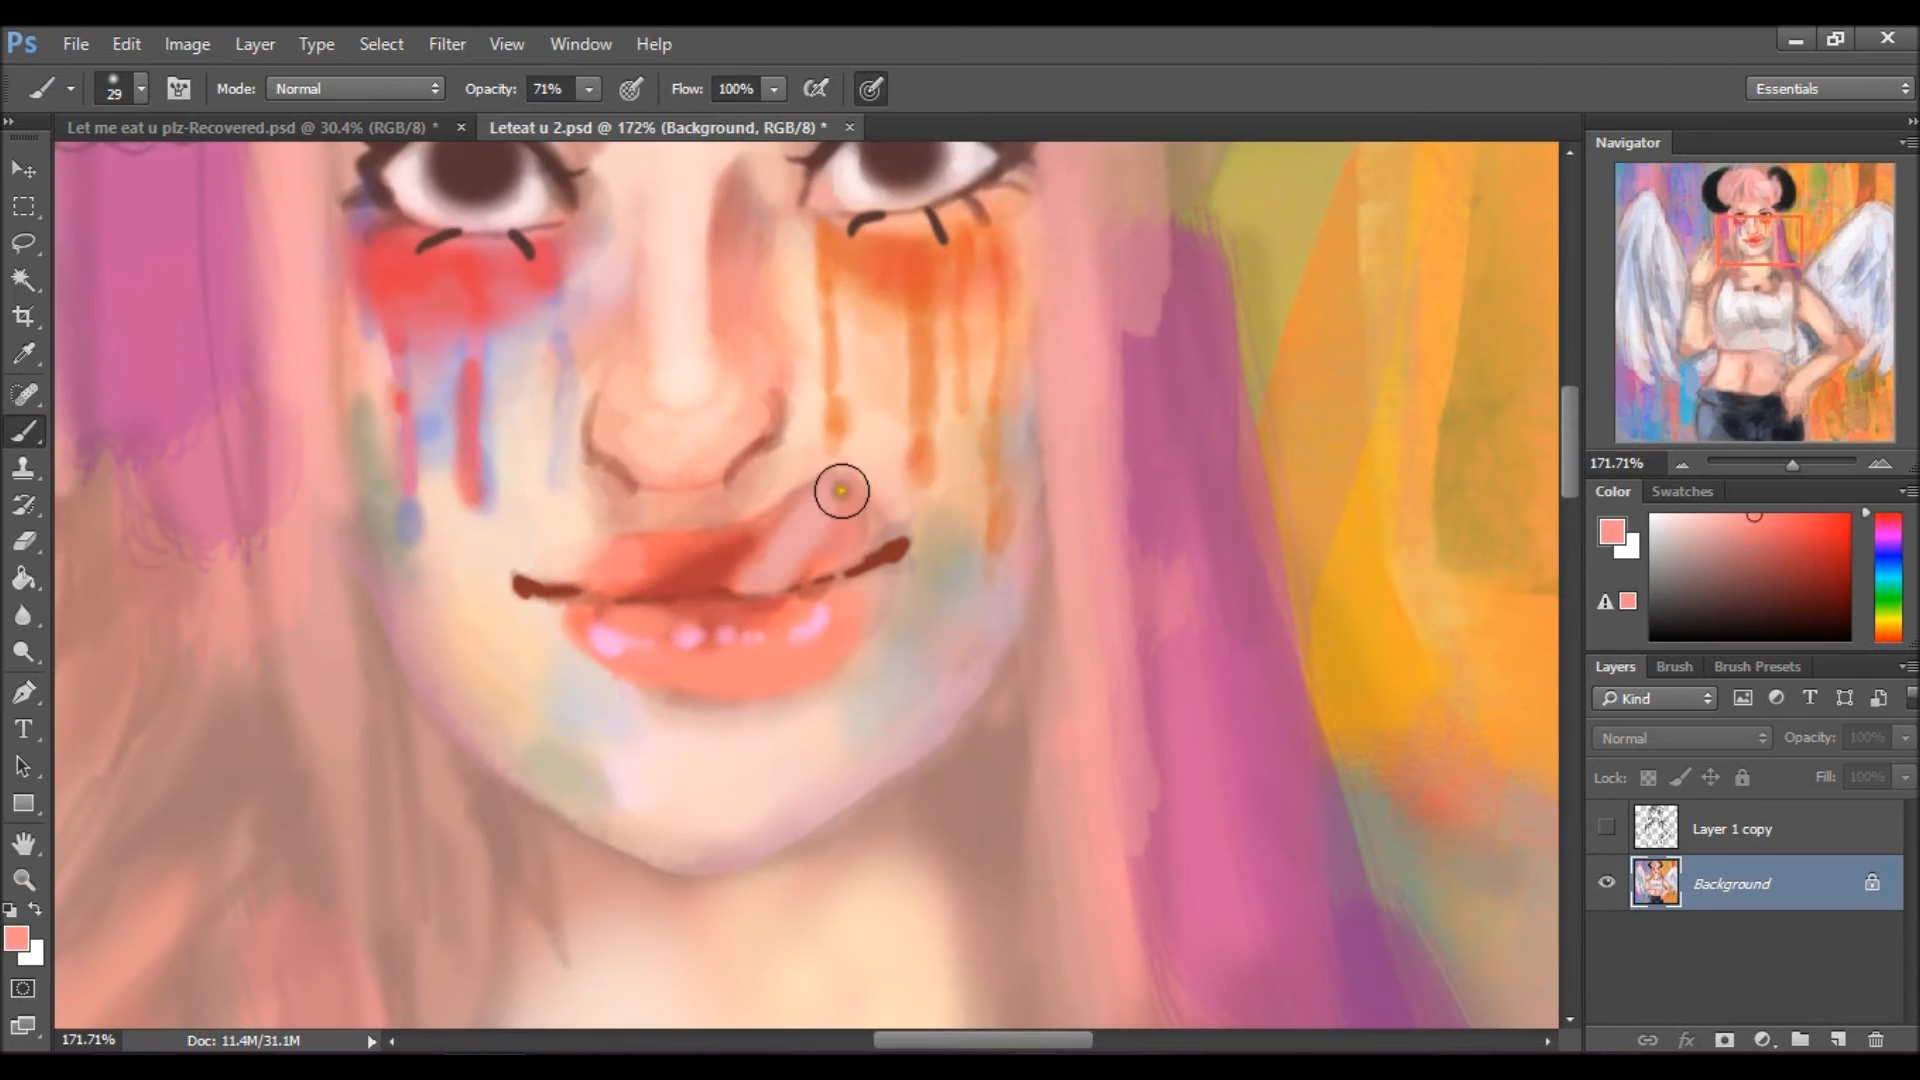 Ps File Edit Image Layer Type Select Filter View Window Help
29 Mode: Normal Opacity: 71% Flow: 100% Essentials
Let me eat u plz-Recovered.psd @ 30.4% (RGB/8) * × Leteat u 2.psd @ 172% (Background, RGB/8) * ×
Navigator
171.71%
Color Swatches
Layers Brush Brush Presets
Kind
Normal Opacity: 100%
Lock: Fill: 100%
Layer 1 copy
Background
171.71% Doc: 11.4M/31.1M
fx